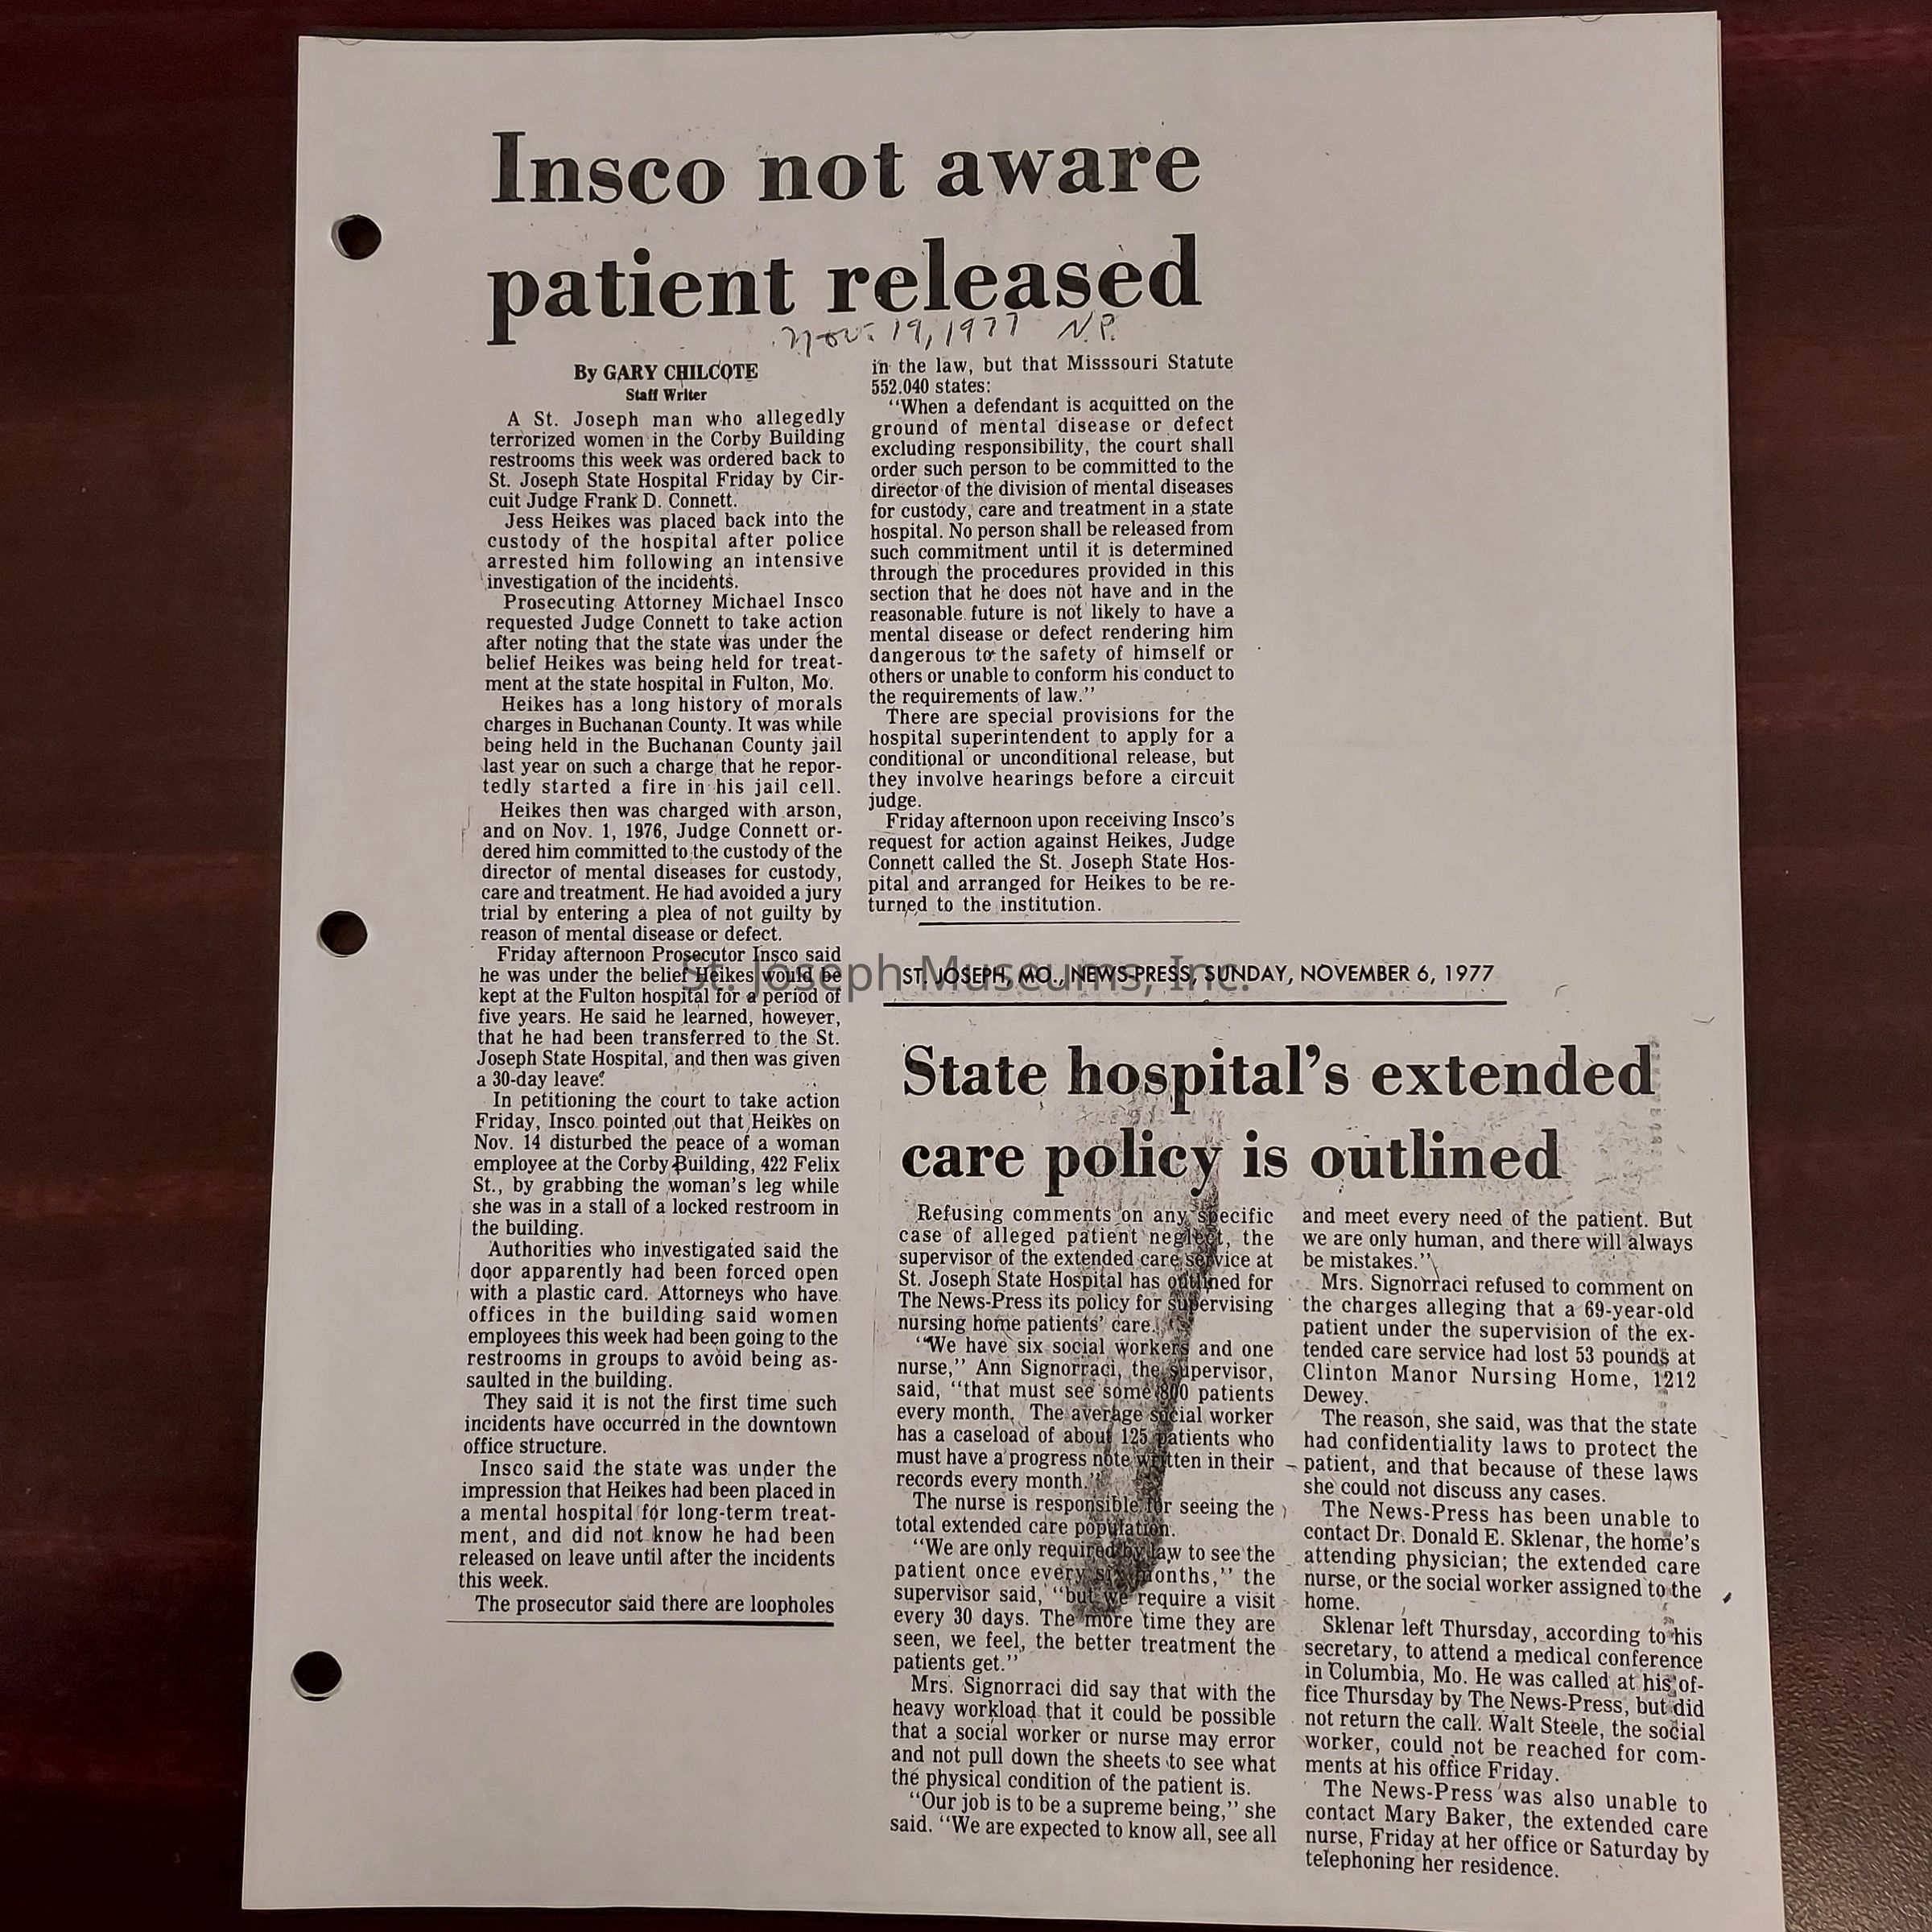 Insco not aware
patient released
Nov. 19, 1977 N.P.
By GARY CHILCOTE
Staff Writer
A St. Joseph man who allegedly
terrorized women in the Corby Building
restrooms this week was ordered back to
St. Joseph State Hospital Friday by Cir-
cuit Judge Frank D. Connett.
Jess Heikes was placed back into the
custody of the hospital after police
arrested him following an intensive
investigation of the incidents.
Prosecuting Attorney Michael Insco
requested Judge Connett to take action
after noting that the state was under the
belief Heikes was being held for treat-
ment at the state hospital in Fulton, Mo.
Heikes has a long history of morals
charges in Buchanan County. It was while
being held in the Buchanan County jail
last year on such a charge that he repor-
tedly started a fire in his jail cell.
Heikes then was charged with arson,
and on Nov. 1, 1976, Judge Connett or-
dered him committed to the custody of the
director of mental diseases for custody,
care and treatment. He had avoided a jury
trial by entering a plea of not guilty by
reason of mental disease or defect.
Friday afternoon Prosecutor Insco said
he was under the belief Heikes would be
kept at the Fulton hospital for a period of
five years. He said he learned, however,
that he had been transferred to the St.
Joseph State Hospital, and then was given
a 30-day leave.
In petitioning the court to take action
Friday, Insco pointed out that Heikes on
Nov. 14 disturbed the peace of a woman
employee at the Corby Building, 422 Felix
St., by grabbing the woman's leg while
she was in a stall of a locked restroom in
the building.
Authorities who investigated said the
door apparently had been forced open
with a plastic card. Attorneys who have
offices in the building said women
employees this week had been going to the
restrooms in groups to avoid being as-
saulted in the building.
They said it is not the first time such
incidents have occurred in the downtown
office structure.
Insco said the state was under the
impression that Heikes had been placed in
a mental hospital for long-term treat-
ment, and did not know he had been
released on leave until after the incidents
this week.
The prosecutor said there are loopholes
in the law, but that Misssouri Statute
552.040 states:
"When a defendant is acquitted on the
ground of mental disease or defect
excluding responsibility, the court shall
order such person to be committed to the
director of the division of mental diseases
for custody, care and treatment in a state
hospital. No person shall be released from
such commitment until it is determined
through the procedures provided in this
section that he does not have and in the
reasonable future is not likely to have a
mental disease or defect rendering him
dangerous to the safety of himself or
others or unable to conform his conduct to
the requirements of law."
There are special provisions for the
hospital superintendent to apply for a
conditional or unconditional release, but
they involve hearings before a circuit
judge.
Friday afternoon upon receiving Insco's
request for action against Heikes, Judge
Connett called the St. Joseph State Hos-
pital and arranged for Heikes to be re-
turned to the institution.
St. Joseph Museums, Inc.
ST. JOSEPH, MO., NEWS-PRESS, SUNDAY, NOVEMBER 6, 1977
State hospital's extended
care policy is outlined
Refusing comments on any specific
case of alleged patient neglect, the
supervisor of the extended care service at
St. Joseph State Hospital has outlined for
The News-Press its policy for supervising
nursing home patients' care.
"We have six social workers and one
nurse," Ann Signorraci, the supervisor,
said, "that must see some 800 patients
every month. The average social worker
has a caseload of about 125 patients who
must have a progress note written in their
records every month."
The nurse is responsible for seeing the
total extended care population.
"We are only required by law to see the
patient once every six months," the
supervisor said, "but we require a visit
every 30 days. The more time they are
seen, we feel, the better treatment the
patients get."
Mrs. Signorraci did say that with the
heavy workload that it could be possible
that a social worker or nurse may error
and not pull down the sheets to see what
the physical condition of the patient is.
"Our job is to be a supreme being," she
said. "We are expected to know all, see all
and meet every need of the patient. But
we are only human, and there will always
be mistakes."
Mrs. Signorraci refused to comment on
the charges alleging that a 69-year-old
patient under the supervision of the ex-
tended care service had lost 53 pounds at
Clinton Manor Nursing Home, 1212
Dewey.
The reason, she said, was that the state
had confidentiality laws to protect the
patient, and that because of these laws
she could not discuss any cases.
The News-Press has been unable to
contact Dr. Donald E. Sklenar, the home's
attending physician; the extended care
nurse, or the social worker assigned to the
home.
Sklenar left Thursday, according to his
secretary, to attend a medical conference
in Columbia, Mo. He was called at his of-
fice Thursday by The News-Press, but did
not return the call. Walt Steele, the social
worker, could not be reached for com-
ments at his office Friday.
The News-Press was also unable to
contact Mary Baker, the extended care
nurse, Friday at her office or Saturday by
telephoning her residence.